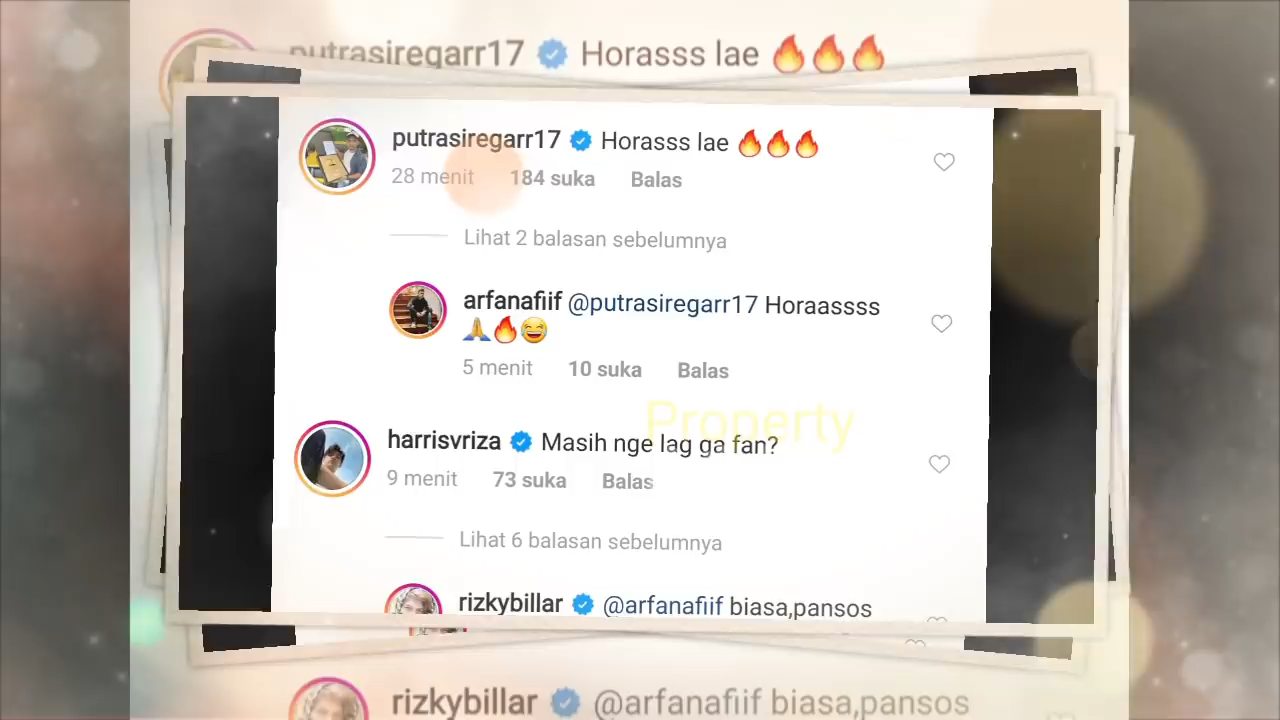 putrasiregarr17 Horasss lae 🔥🔥🔥
putrasiregarr17 Horasss lae 🔥🔥🔥
28 menit 184 suka Balas
Lihat 2 balasan sebelumnya
arfanafiif @putrasiregarr17 Horaassss
🙏🔥😂
5 menit 10 suka Balas
Property
harrisvriza Masih nge lag ga fan?
9 menit 73 suka Balas
Lihat 6 balasan sebelumnya
rizkybillar @arfanafiif biasa,pansos
rizkybillar @arfanafiif biasa,pansos